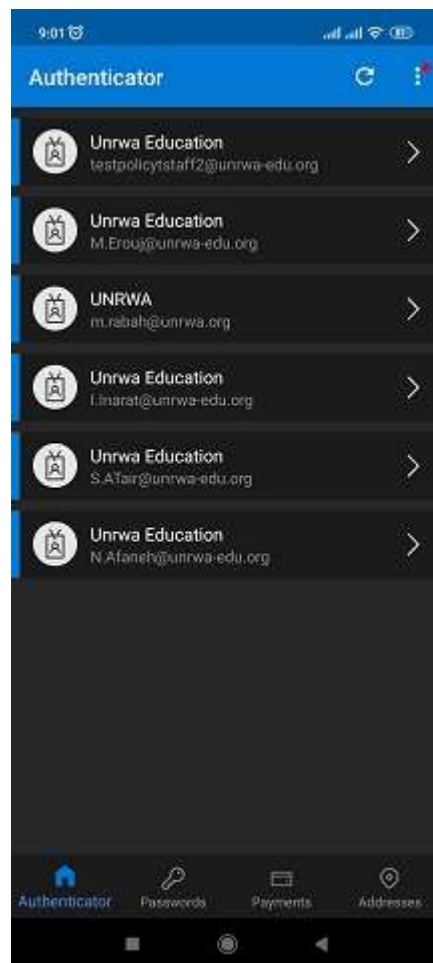 9:01
Authenticator
Unrwa Education
testpolicytstaff2@unrwa-edu.org
Unrwa Education
M.Erouj@unrwa-edu.org
UNRWA
m.rabah@unrwa.org
Unrwa Education
I.Inarat@unrwa-edu.org
Unrwa Education
S.ATair@unrwa-edu.org
Unrwa Education
N.Afaneh@unrwa-edu.org
Authenticator Passwords Payments Addresses